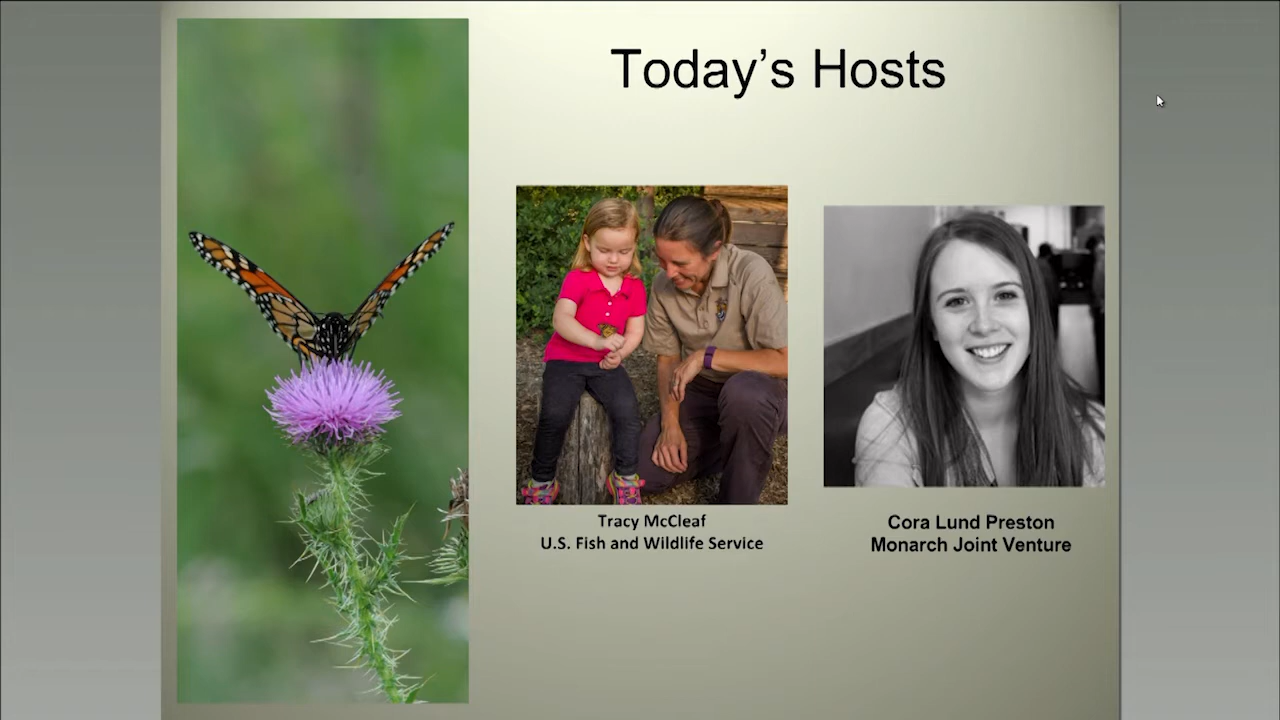 Today’s Hosts
Tracy McCleaf
U.S. Fish and Wildlife Service
Cora Lund Preston
Monarch Joint Venture